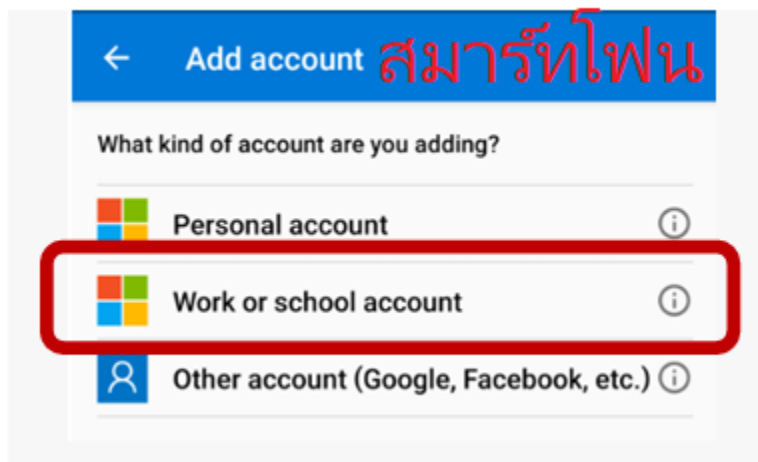 Add account สมาร์ทโฟน
What kind of account are you adding?
Personal account
Work or school account
Other account (Google, Facebook, etc.)